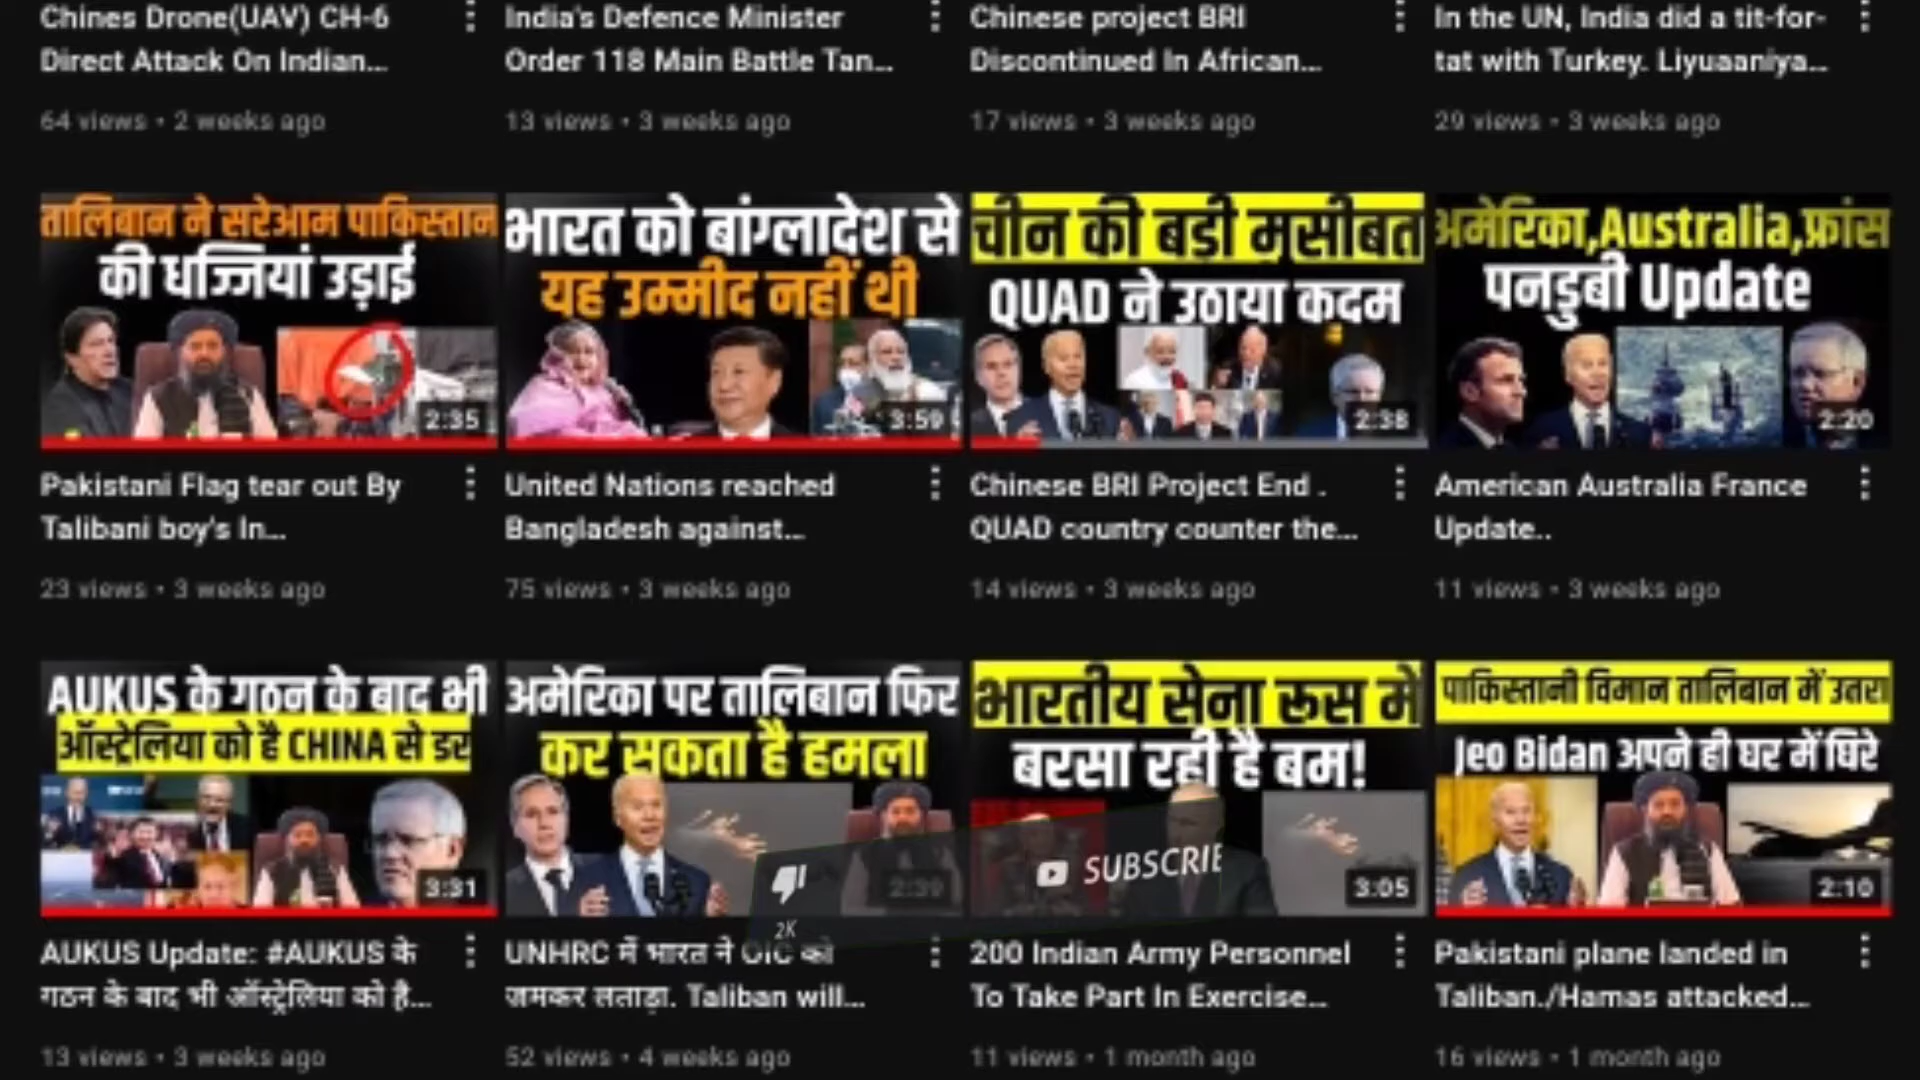 Chines Drone(UAV) CH-6
Direct Attack On Indian...
64 views • 2 weeks ago
India's Defence Minister
Order 118 Main Battle Tan...
13 views • 3 weeks ago
Chinese project BRI
Discontinued In African...
17 views • 3 weeks ago
In the UN, India did a tit-for-
tat with Turkey. Liyuaaniya...
29 views • 3 weeks ago
तालिबान ने सरेआम पाकिस्तान
की धज्जियां उड़ाई
2:35
Pakistani Flag tear out By
Talibani boy's In...
23 views • 3 weeks ago
भारत को बांग्लादेश से
यह उम्मीद नहीं थी
3:59
United Nations reached
Bangladesh against...
75 views • 3 weeks ago
चीन की बड़ी मुसीबत
QUAD ने उठाया कदम
2:38
Chinese BRI Project End .
QUAD country counter the...
14 views • 3 weeks ago
अमेरिका,Australia,फ्रांस
पनडुबी Update
2:20
American Australia France
Update..
11 views • 3 weeks ago
AUKUS के गठन के बाद भी
ऑस्ट्रेलिया को है CHINA से डर
3:31
AUKUS Update: #AUKUS के
गठन के बाद भी ऑस्ट्रेलिया को है...
13 views • 3 weeks ago
अमेरिका पर तालिबान फिर
कर सकता है हमला
2:39
2K
UNHRC में भारत ने OIC को
जमकर लताड़ा. Taliban will...
52 views • 4 weeks ago
भारतीय सेना रूस में
बरसा रही है बम!
SUBSCRIE
3:05
200 Indian Army Personnel
To Take Part In Exercise...
11 views • 1 month ago
पाकिस्तानी विमान तालिबान में उतरा
Jeo Bidan अपने ही घर में घिरे
2:10
Pakistani plane landed in
Taliban./Hamas attacked...
16 views • 1 month ago